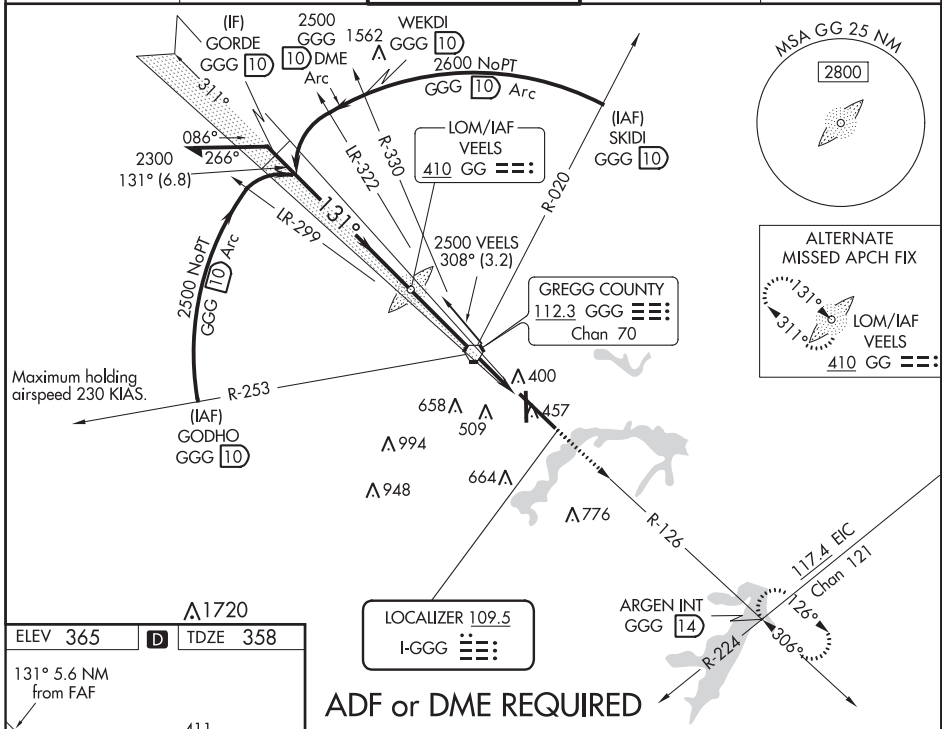 (IF)
GORDE
GGG 10
2500
GGG
10 DME
Arc
1562
WEKDI
GGG 10
2600 NoPT
GGG 10 Arc
(IAF)
SKIDI
GGG 10
MSA GG 25 NM
2800
311°
086°
266°
2300
131° (6.8)
LR-299
131°
LR-322
R-330
R-020
LOM/IAF
VEELS
410 GG
2500 VEELS
308° (3.2)
2500 NoPT
GGG 10 Arc
GREGG COUNTY
112.3 GGG
Chan 70
ALTERNATE
MISSED APCH FIX
131°
311°
LOM/IAF
VEELS
410 GG
Maximum holding
airspeed 230 KIAS.
R-253
(IAF)
GODHO
GGG 10
400
658
509
457
994
664
948
776
R-126
117.4 EIC
Chan 121
ARGEN INT
GGG 14
126°
306°
R-224
1720
LOCALIZER 109.5
I-GGG
ELEV 365
D
TDZE 358
131° 5.6 NM
from FAF
411
ADF or DME REQUIRED